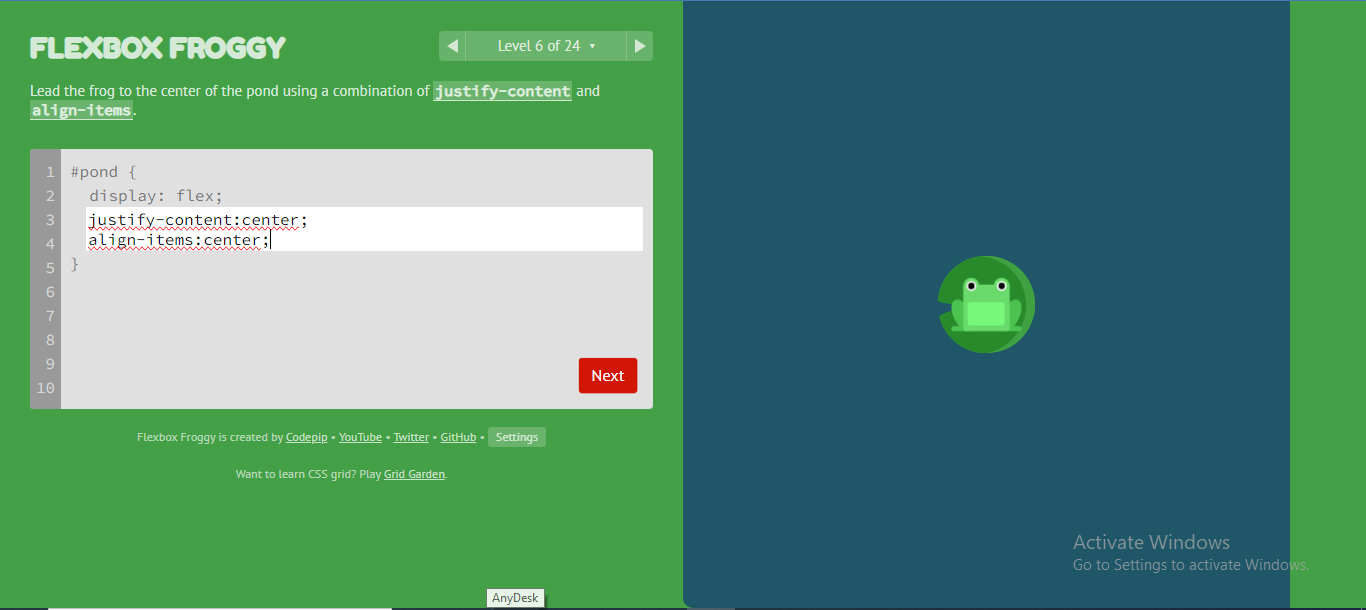 FLEXBOX FROGGY
◀ Level 6 of 24 ▾ ▶
Lead the frog to the center of the pond using a combination of justify-content and
align-items.
1 #pond {
2 display: flex;
3 justify-content:center;
4 align-items:center;
5 }
6
7
8
9
10
Next
Flexbox Froggy is created by Codepip • YouTube • Twitter • GitHub • Settings
Want to learn CSS grid? Play Grid Garden.
Activate Windows
Go to Settings to activate Windows.
AnyDesk